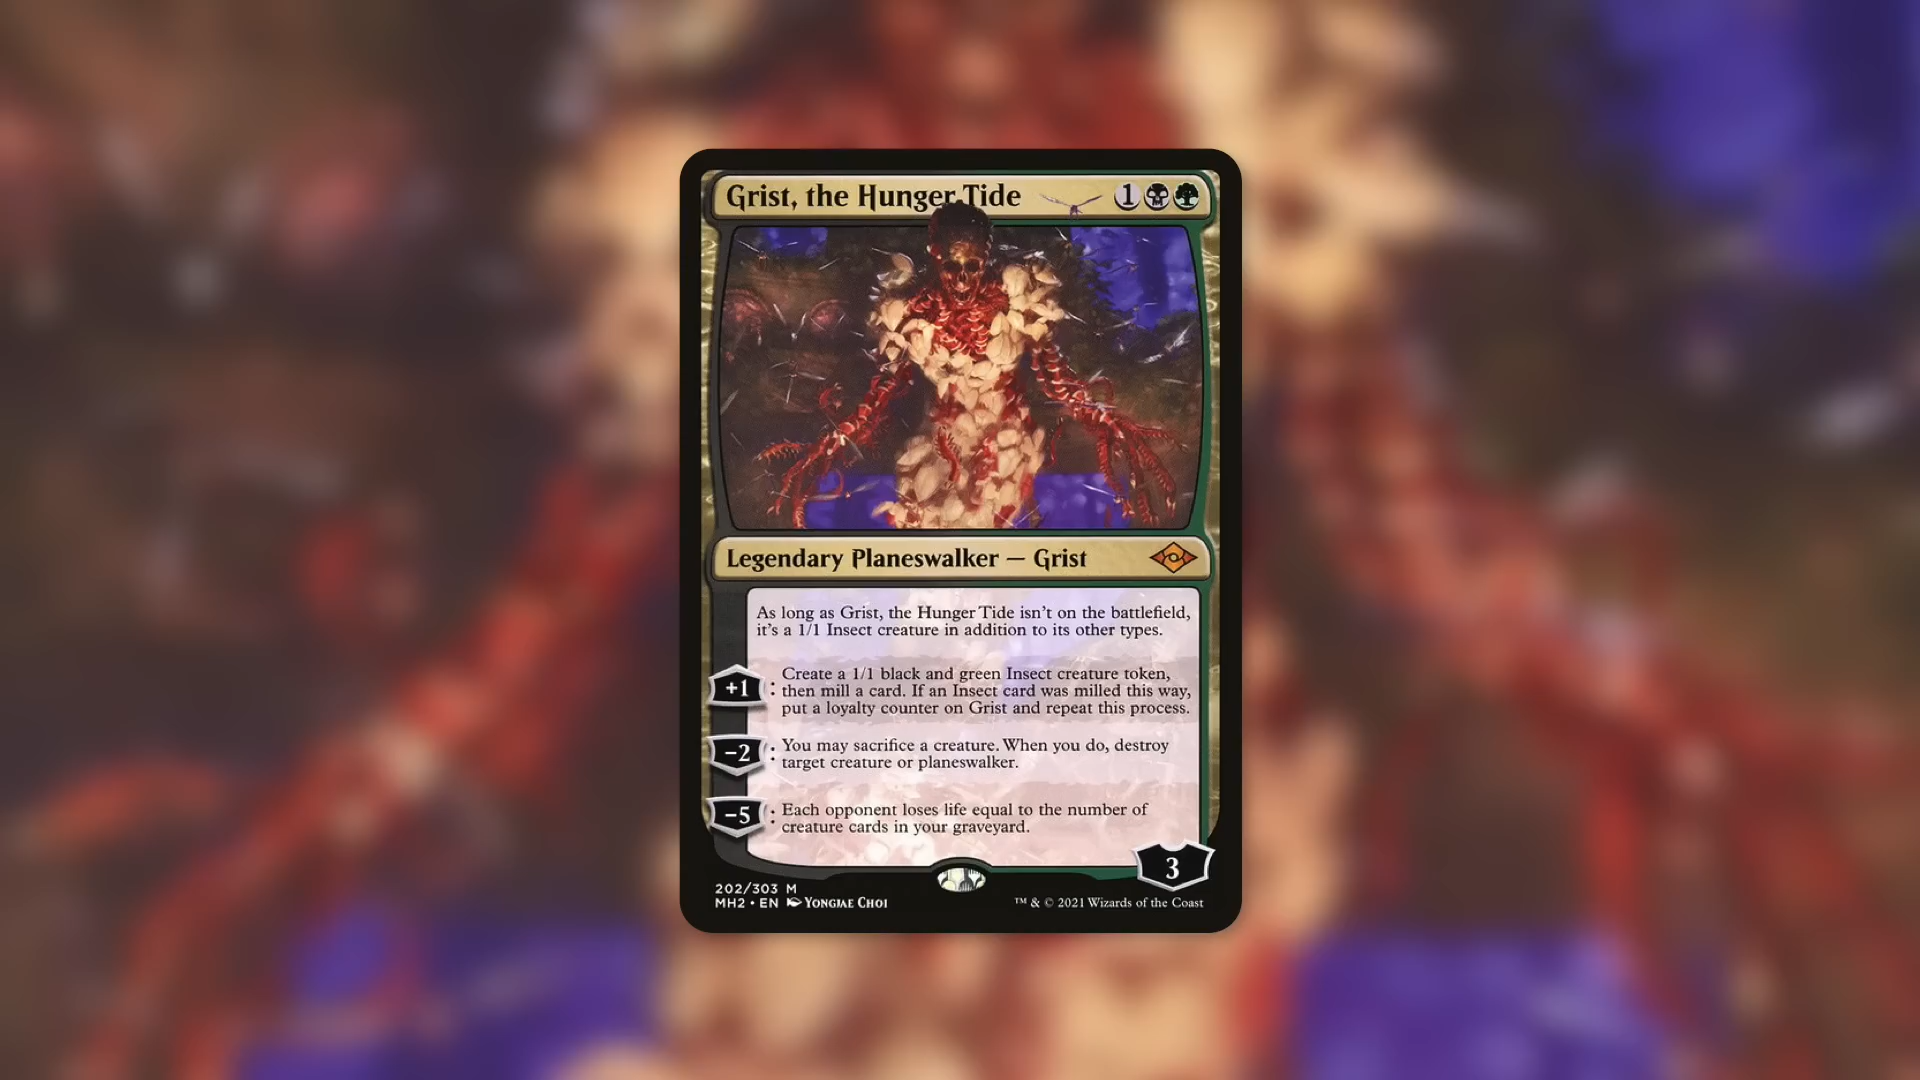 Grist, the Hunger Tide 1
Legendary Planeswalker — Grist
As long as Grist, the Hunger Tide isn't on the battlefield,
it's a 1/1 Insect creature in addition to its other types.
+1 : Create a 1/1 black and green Insect creature token,
then mill a card. If an Insect card was milled this way,
put a loyalty counter on Grist and repeat this process.
−2 : You may sacrifice a creature. When you do, destroy
target creature or planeswalker.
−5 : Each opponent loses life equal to the number of
creature cards in your graveyard.
3
202/303 M
MH2 • EN Yongjae Choi
™ & © 2021 Wizards of the Coast